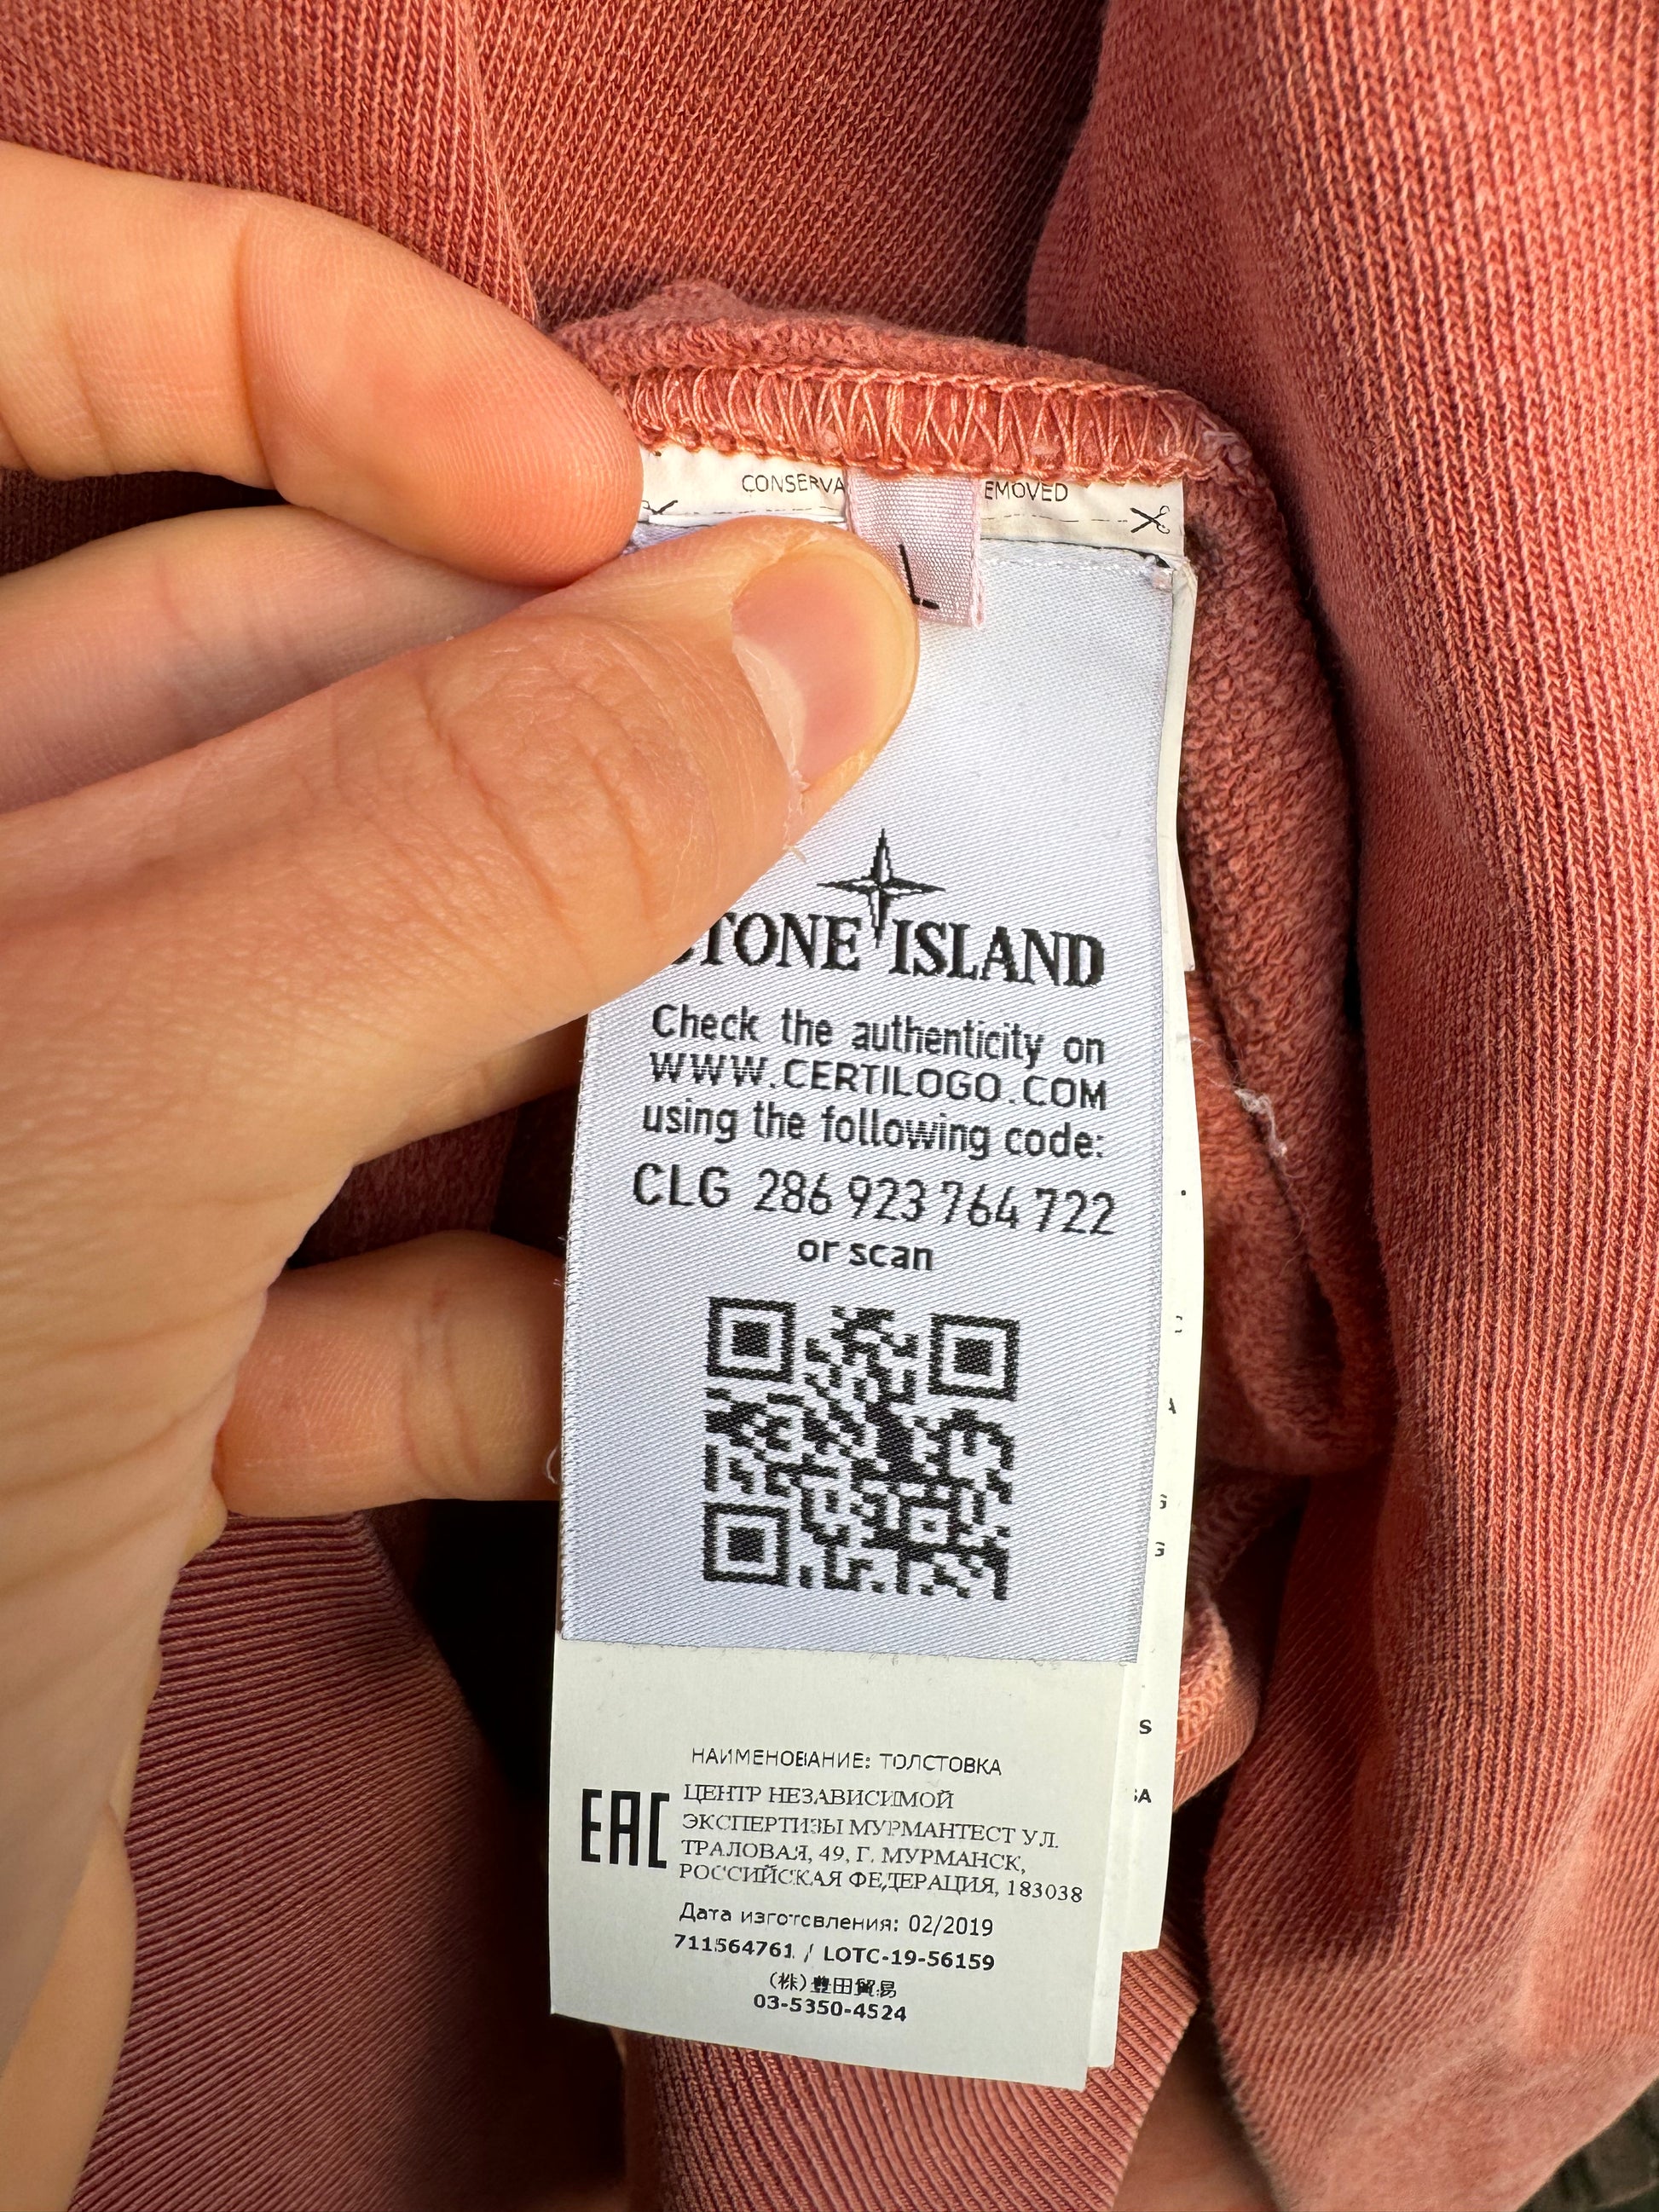 CONSERVA
EMOVED
L
STONE ISLAND
Check the authenticity on
WWW.CERTILOGO.COM
using the following code:
CLG 286 923 764 722
or scan
НАИМЕНОВАНИЕ: ТОЛСТОВКА
EAC
ЦЕНТР НЕЗАВИСИМОЙ
ЭКСПЕРТИЗЫ МУРМАНТЕСТ УЛ.
ТРАЛОВАЯ, 49, Г. МУРМАНСК,
РОССИЙСКАЯ ФЕДЕРАЦИЯ, 183038
Дата изготовления: 02/2019
711564761 / LOTC-19-56159
(株)豊田貿易
03-5350-4524